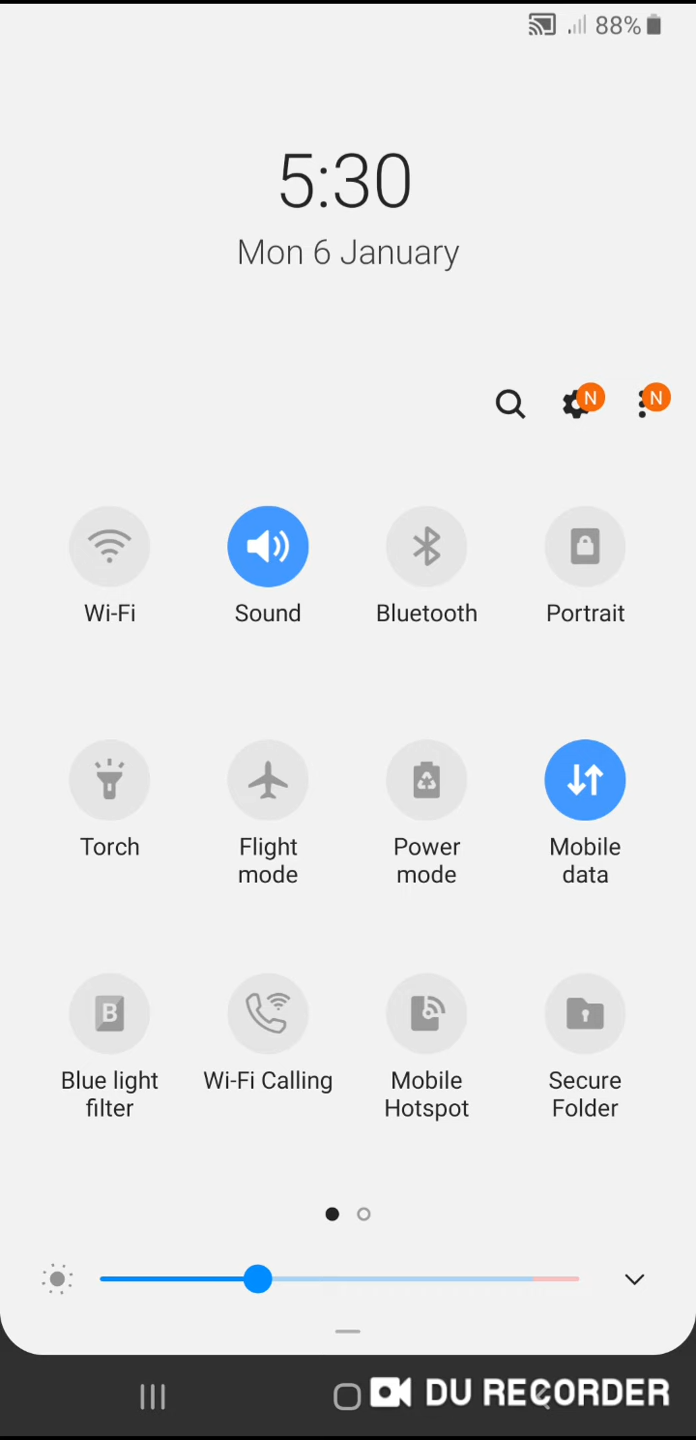 88%
5:30
Mon 6 January
N
N
Wi-Fi
Sound
Bluetooth
Portrait
Torch
Flight
mode
Power
mode
Mobile
data
B
Blue light
filter
Wi-Fi Calling
Mobile
Hotspot
Secure
Folder
DU RECORDER